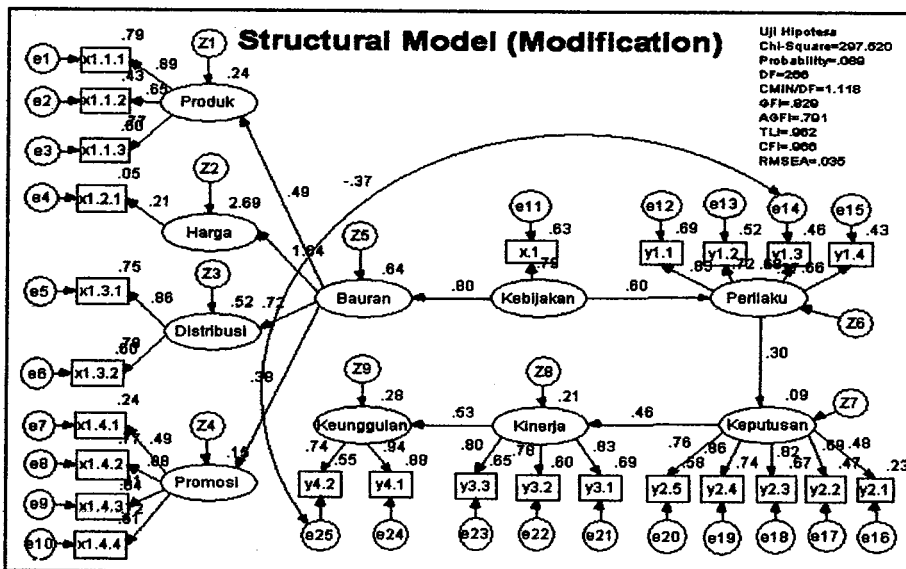 Structural Model (Modification)
Uji Hipotesa
Chi-Square=297.620
Probability=.089
DF=266
CMIN/DF=1.118
GFI=.829
AGFI=.791
TLI=.962
CFI=.966
RMSEA=.035
e1
x1.1.1
.79
.89
Z1
.24
Produk
e2
x1.1.2
.43
.65
e3
x1.1.3
e4
x1.2.1
.05
.21
Z2
2.69
Harga
.49
-.37
Z5
.64
Bauran
e5
x1.3.1
.75
.86
Z3
.52
.72
Distribusi
e6
x1.3.2
.38
e7
x1.4.1
.24
.49
Z4
Promosi
e8
x1.4.2
.88
e9
x1.4.3
e10
x1.4.4
e11
.63
x.1
.80
Kebijakan
.60
e12
.69
y1.1
e13
.52
y1.2
e14
.46
y1.3
e15
.43
y1.4
Perilaku
Z6
.30
.09
Z7
Keputusan
.46
Z8
.21
Kinerja
.53
Z9
.28
Keunggulan
.74
.55
y4.2
e25
.94
.88
y4.1
e24
.80
.65
y3.3
e23
.78
.60
y3.2
e22
.83
.69
y3.1
e21
.76
.58
y2.5
e20
.86
.74
y2.4
e19
.82
.67
y2.3
e18
.47
y2.2
e17
.48
.23
y2.1
e16